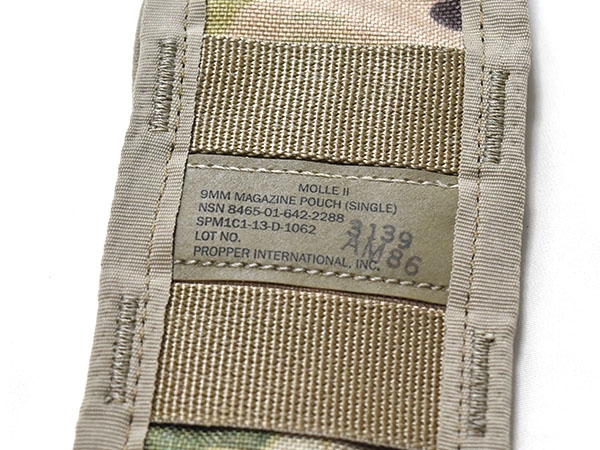 MOLLE II
9MM MAGAZINE POUCH (SINGLE)
NSN 8465-01-642-2288
SPM1C1-13-D-1062
LOT NO.
PROPPER INTERNATIONAL, INC.
3139
AM86